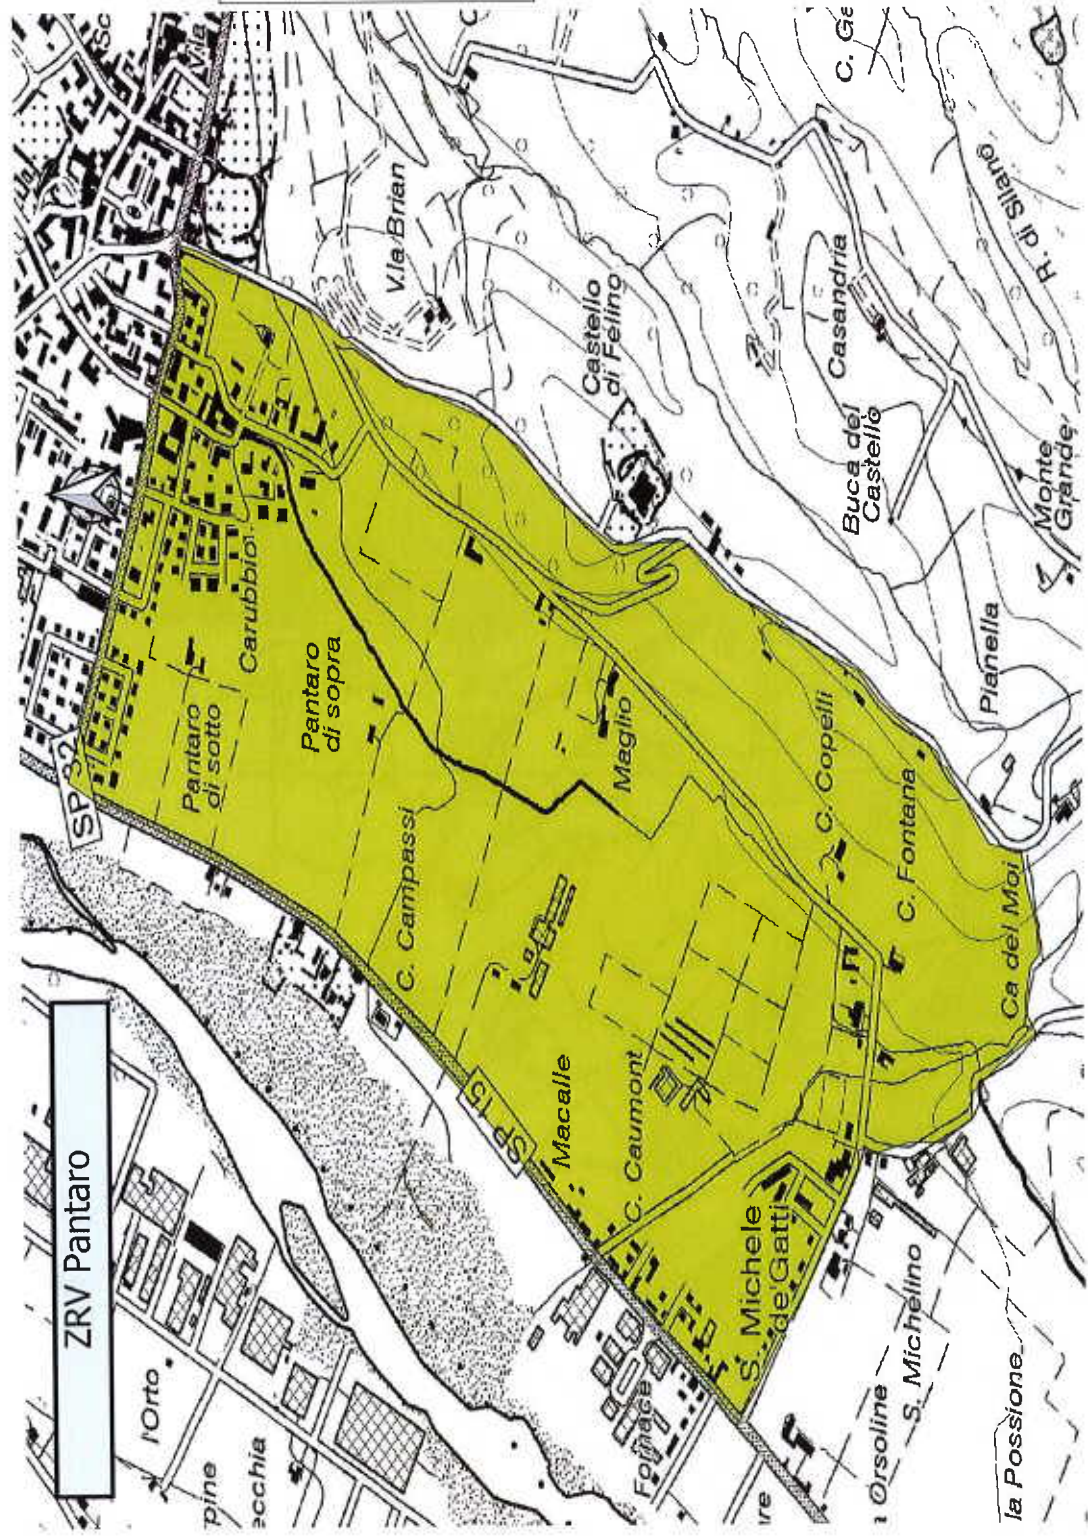 ZRV Pantaro
V.la
V.la Brian
Castello
di Felino
Casandria
R. di Silano
Buca del
Castello
Monte
Grande
Pianella
SP 32
Carubbio
Pantaro
di sotto
Pantaro
di sopra
Maglio
C. Campassi
C. Copelli
C. Fontana
Ca del Moi
SP 15
Macalle
C. Caumont
S. Michele
de' Gatti
S. Michelino
Orsoline
la Possione
Fornace
l'Orto
pine
ecchia